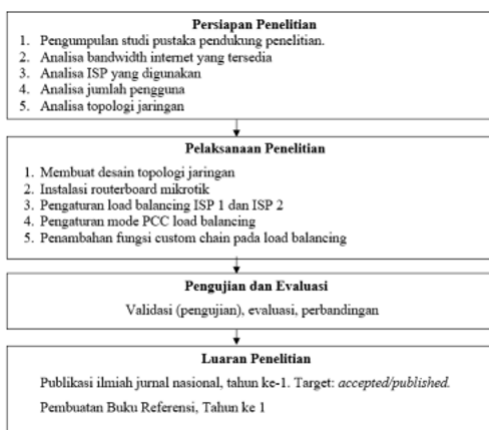 Persiapan Penelitian
1. Pengumpulan studi pustaka pendukung penelitian.
2. Analisa bandwidth internet yang tersedia
3. Analisa ISP yang digunakan
4. Analisa jumlah pengguna
5. Analisa topologi jaringan
Pelaksanaan Penelitian
1. Membuat desain topologi jaringan
2. Instalasi routerboard mikrotik
3. Pengaturan load balancing ISP 1 dan ISP 2
4. Pengaturan mode PCC load balancing
5. Penambahan fungsi custom chain pada load balancing
Pengujian dan Evaluasi
Validasi (pengujian), evaluasi, perbandingan
Luaran Penelitian
Publikasi ilmiah jurnal nasional, tahun ke-1. Target: accepted/published.
Pembuatan Buku Referensi, Tahun ke 1